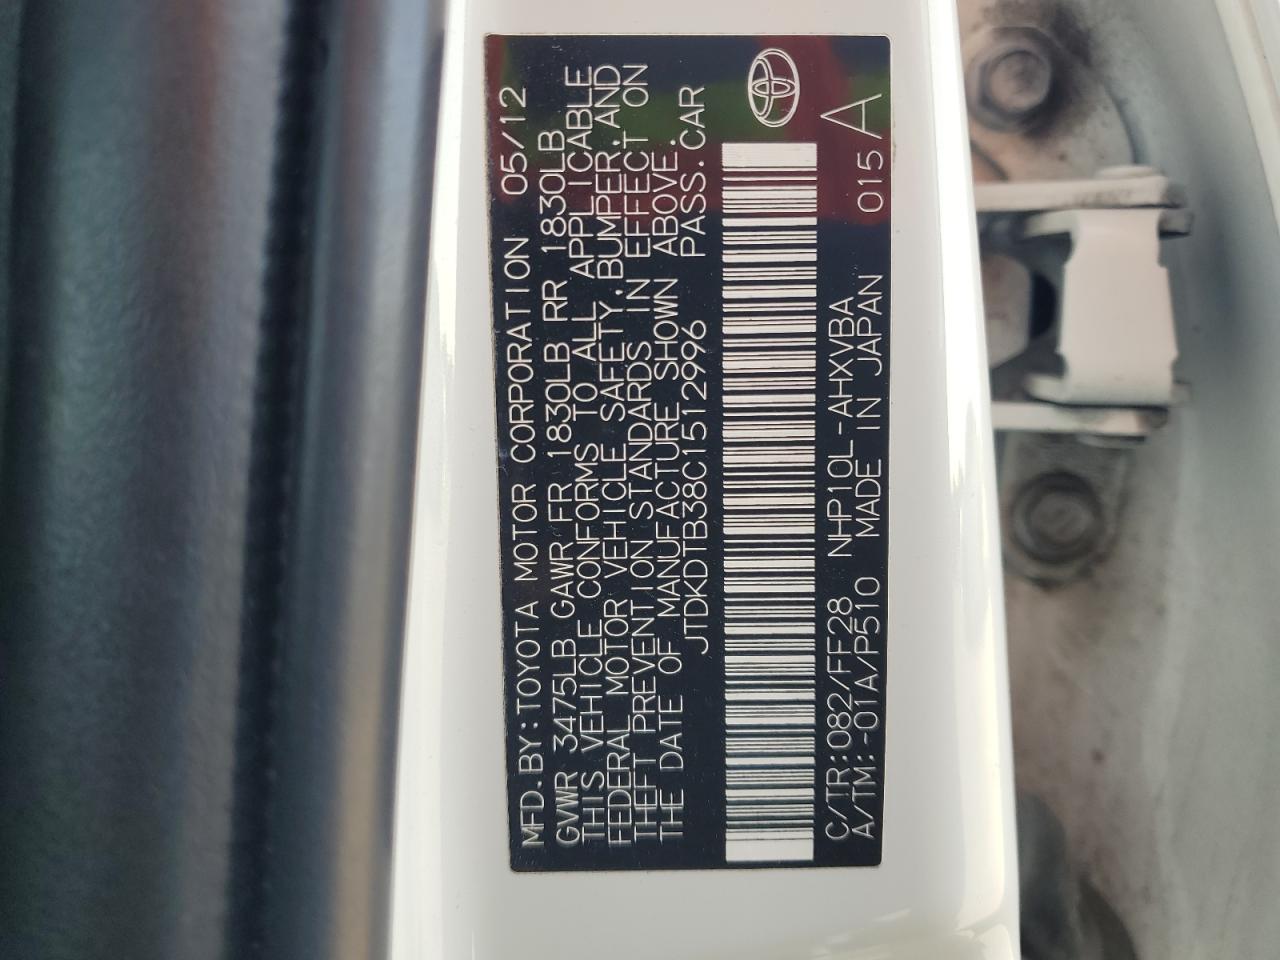 MFD.BY:TOYOTA MOTOR CORPORATION 05/12
GVWR 3475LB GAWR FR 1830LB RR 1830LB
THIS VEHICLE CONFORMS TO ALL APPLICABLE
FEDERAL MOTOR VEHICLE SAFETY.BUMPER.AND
THEFT PREVENTION STANDARDS IN EFFECT ON
THE DATE OF MANUFACTURE SHOWN ABOVE.
JTDKDTB38C1512996 PASS.CAR
C/TR:082/FF28 NHP10L-AHXVBA 015 A
A/TM:-01A/P510 MADE IN JAPAN